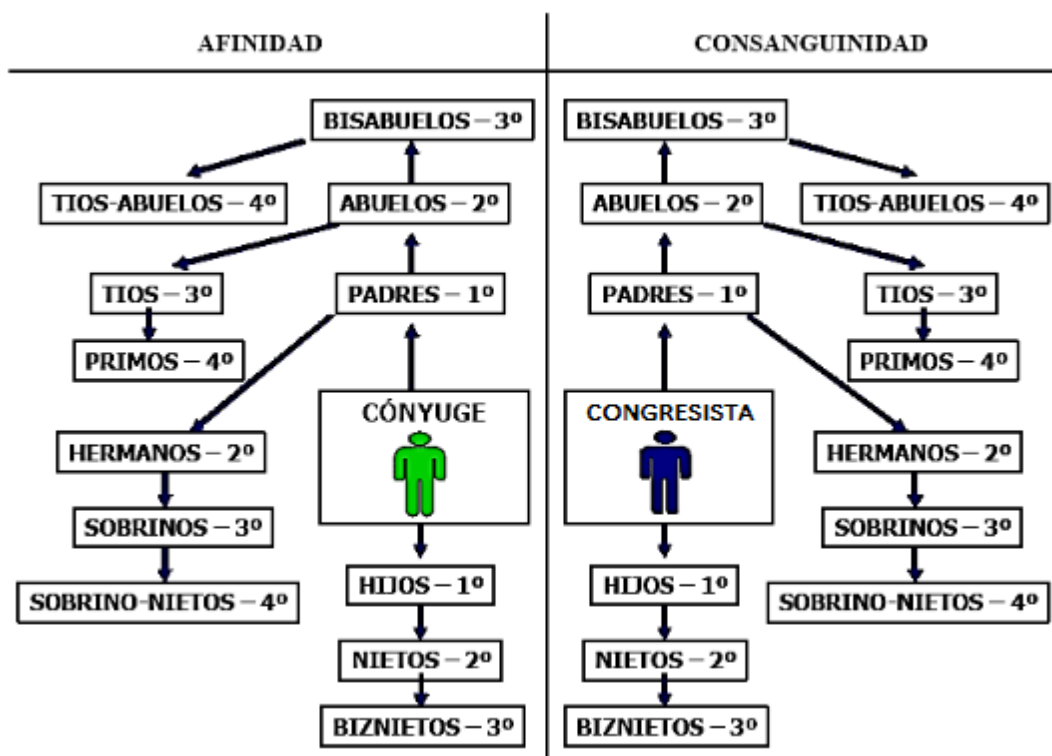 AFINIDAD
CONSANGUINIDAD
BISABUELOS – 3º
BISABUELOS – 3º
TIOS-ABUELOS – 4º
ABUELOS – 2º
ABUELOS – 2º
TIOS-ABUELOS – 4º
TIOS – 3º
PADRES – 1º
PADRES – 1º
TIOS – 3º
PRIMOS – 4º
PRIMOS – 4º
CÓNYUGE
CONGRESISTA
HERMANOS – 2º
HERMANOS – 2º
SOBRINOS – 3º
SOBRINOS – 3º
HIJOS – 1º
HIJOS – 1º
SOBRINO-NIETOS – 4º
SOBRINO-NIETOS – 4º
NIETOS – 2º
NIETOS – 2º
BIZNIETOS – 3º
BIZNIETOS – 3º